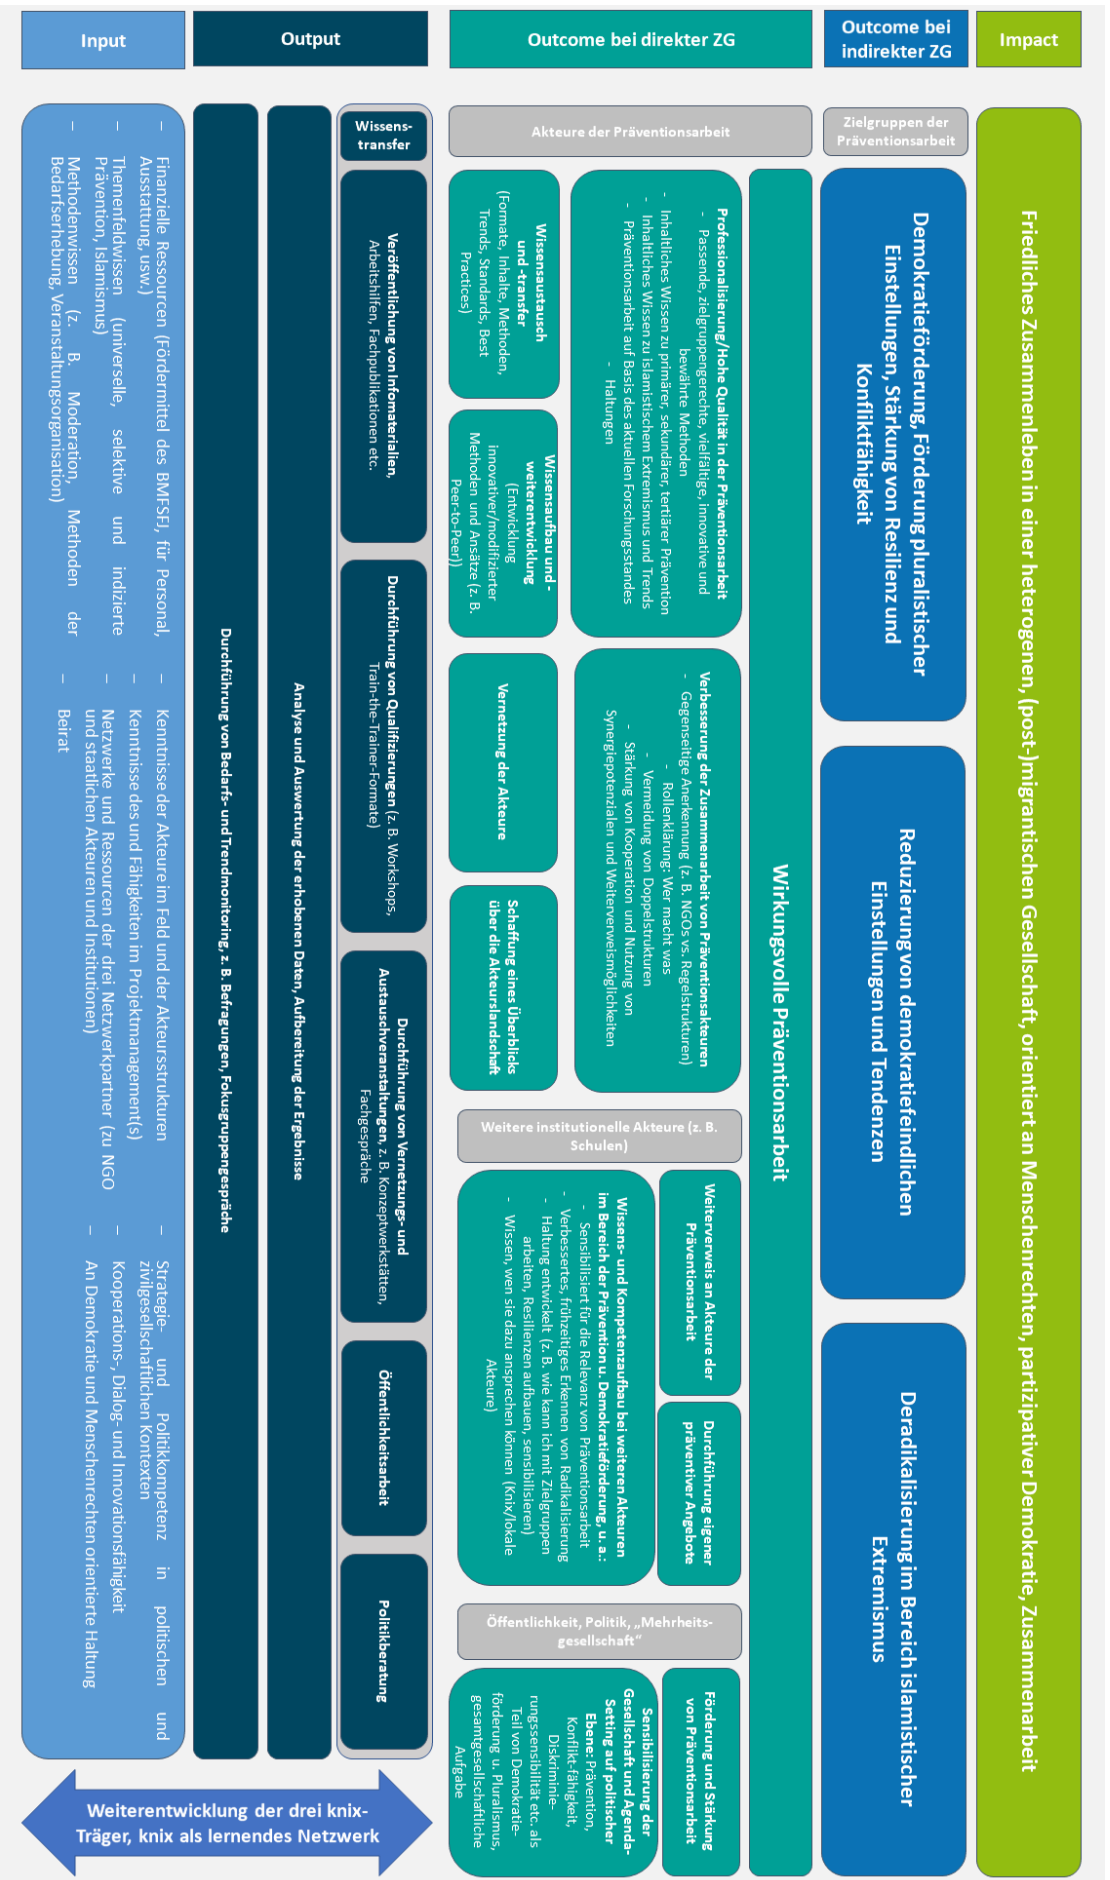 Input
Output
Outcome bei direkter ZG
Outcome bei
indirekter ZG
Impact
– Finanzielle Ressourcen (Fördermittel des BMFSFJ, für Personal,
Ausstattung, usw.)
– Themenfeldwissen (universelle, selektive und indizierte
Prävention, Islamismus)
– Methodenwissen (z. B. Moderation, Methoden der
Bedarfserhebung, Veranstaltungsorganisation)
– Kenntnisse der Akteure im Feld und der Akteursstrukturen
– Kenntnisse des und Fähigkeiten im Projektmanagement(s)
– Netzwerke und Ressourcen der drei Netzwerkpartner (zu NGO
und staatlichen Akteuren und Institutionen)
– Beirat
– Strategie- und Politikkompetenz in politischen und
zivilgesellschaftlichen Kontexten
– Kooperations-, Dialog- und Innovationsfähigkeit
– An Demokratie und Menschenrechten orientierte Haltung
Durchführung von Bedarfs- und Trendmonitoring, z. B. Befragungen, Fokusgruppengespräche
Analyse und Auswertung der erhobenen Daten, Aufbereitung der Ergebnisse
Wissens-
transfer
Veröffentlichung von Infomaterialien,
Arbeitshilfen, Fachpublikationen etc.
Durchführung von Qualifizierungen (z. B. Workshops,
Train-the-Trainer-Formate)
Durchführung von Vernetzungs- und
Austauschveranstaltungen, z. B. Konzeptwerkstätten,
Fachgespräche
Öffentlichkeitsarbeit
Politikberatung
Akteure der Präventionsarbeit
Wissensaustausch
und -transfer
(Formate, Inhalte, Methoden,
Trends, Standards, Best
Practices)
Wissensaufbau und -
weiterentwicklung
(Entwicklung
innovativer/modifizierter
Methoden und Ansätze (z. B.
Peer-to-Peer))
Vernetzung der Akteure
Schaffung eines Überblicks
über die Akteurslandschaft
Professionalisierung/Hohe Qualität in der Präventionsarbeit
- Passende, zielgruppengerechte, vielfältige, innovative und
bewährte Methoden
- Inhaltliches Wissen zu primärer, sekundärer, tertiärer Prävention
- Inhaltliches Wissen zu islamistischem Extremismus und Trends
- Präventionsarbeit auf Basis des aktuellen Forschungsstandes
- Haltungen
Verbesserung der Zusammenarbeit von Präventionsakteuren
- Gegenseitige Anerkennung (z. B. NGOs vs. Regelstrukturen)
- Rollenklärung: Wer macht was
- Vermeidung von Doppelstrukturen
- Stärkung von Kooperation und Nutzung von
Synergiepotenzialen und Weiterverweismöglichkeiten
Weitere institutionelle Akteure (z. B.
Schulen)
Wissens- und Kompetenzaufbau bei weiteren Akteuren
im Bereich der Prävention u. Demokratieförderung, u. a.:
- Sensibilisiert für die Relevanz von Präventionsarbeit
- Verbessertes, frühzeitiges Erkennen von Radikalisierung
- Haltung entwickelt (z. B. wie kann ich mit Zielgruppen
arbeiten, Resilienzen aufbauen, sensibilisieren)
- Wissen, wen sie dazu ansprechen können (Knix/lokale
Akteure)
Weiterverweis an Akteure der
Präventionsarbeit
Durchführung eigener
präventiver Angebote
Öffentlichkeit, Politik, „Mehrheits-
gesellschaft“
Sensibilisierung der
Gesellschaft und Agenda-
Setting auf politischer
Ebene: Prävention,
Konflikt-fähigkeit,
Diskriminie-
rungssensibilität etc. als
Teil von Demokratie-
förderung u. Pluralismus,
gesamtgesellschaftliche
Aufgabe
Förderung und Stärkung
von Präventionsarbeit
Wirkungsvolle Präventionsarbeit
Zielgruppen der
Präventionsarbeit
Demokratieförderung, Förderung pluralistischer
Einstellungen, Stärkung von Resilienz und
Konfliktfähigkeit
Reduzierung von demokratiefeindlichen
Einstellungen und Tendenzen
Deradikalisierung im Bereich islamistischer
Extremismus
Friedliches Zusammenleben in einer heterogenen, (post-)migrantischen Gesellschaft, orientiert an Menschenrechten, partizipativer Demokratie, Zusammenarbeit
Weiterentwicklung der drei knix-
Träger, knix als lernendes Netzwerk